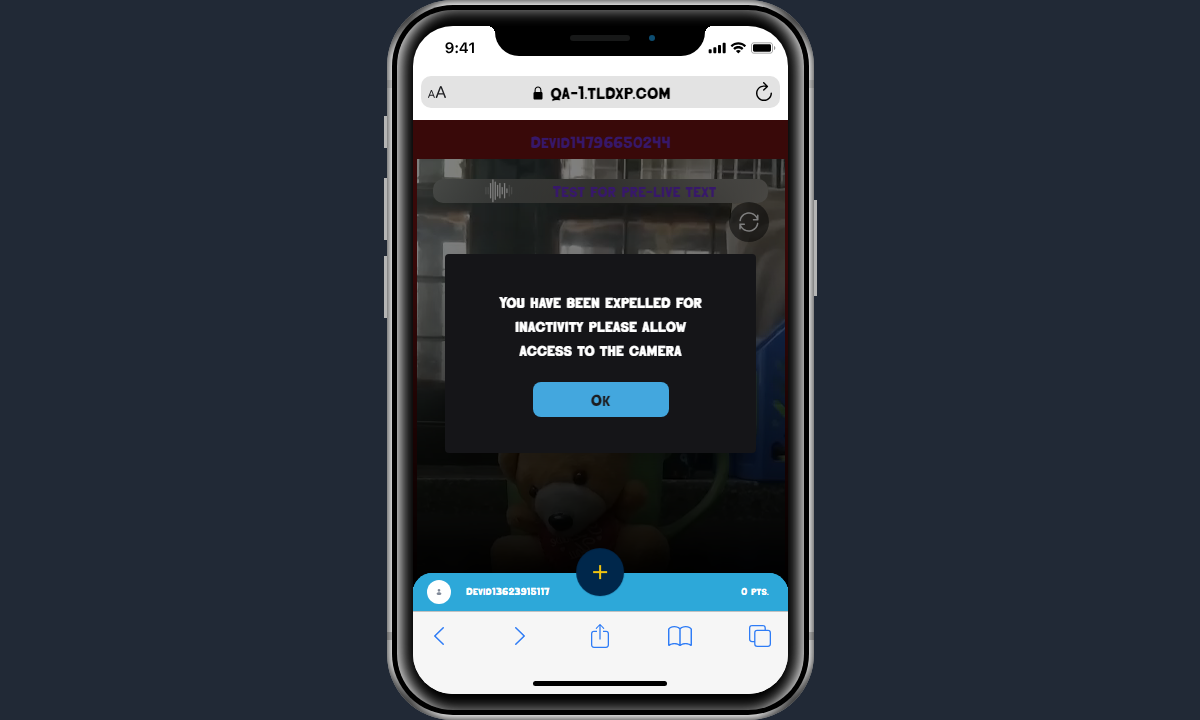 9:41
AA
QA-1.TLDXP.COM
Devid14796650244
Test for pre-live text
You have been expelled for
inactivity please allow
access to the camera
Ok
Devid13623915117
0 pts.